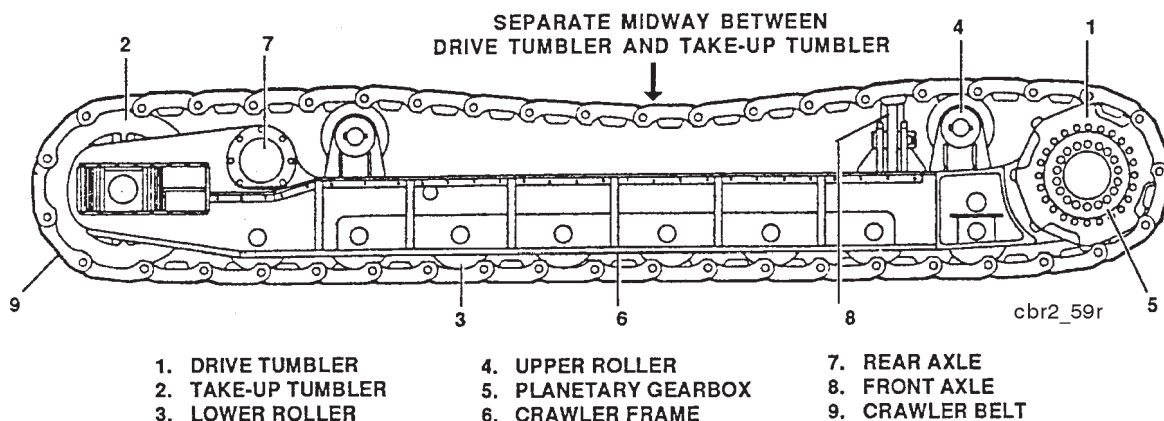 SEPARATE MIDWAY BETWEEN
DRIVE TUMBLER AND TAKE-UP TUMBLER
2
7
4
1
9
3
6
8
5
cbr2_59r
1. DRIVE TUMBLER
2. TAKE-UP TUMBLER
3. LOWER ROLLER
4. UPPER ROLLER
5. PLANETARY GEARBOX
6. CRAWLER FRAME
7. REAR AXLE
8. FRONT AXLE
9. CRAWLER BELT